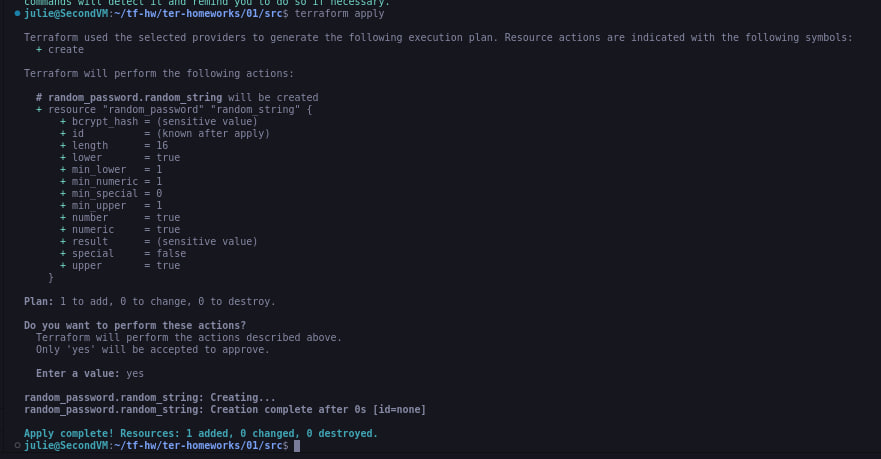 commands will detect it and remind you to do so if necessary.
julie@SecondVM:~/tf-hw/ter-homeworks/01/src$ terraform apply
Terraform used the selected providers to generate the following execution plan. Resource actions are indicated with the following symbols:
+ create
Terraform will perform the following actions:
# random_password.random_string will be created
+ resource "random_password" "random_string" {
+ bcrypt_hash = (sensitive value)
+ id          = (known after apply)
+ length      = 16
+ lower       = true
+ min_lower   = 1
+ min_numeric = 1
+ min_special = 0
+ min_upper   = 1
+ number      = true
+ numeric     = true
+ result      = (sensitive value)
+ special     = false
+ upper       = true
}
Plan: 1 to add, 0 to change, 0 to destroy.
Do you want to perform these actions?
Terraform will perform the actions described above.
Only 'yes' will be accepted to approve.
Enter a value: yes
random_password.random_string: Creating...
random_password.random_string: Creation complete after 0s [id=none]
Apply complete! Resources: 1 added, 0 changed, 0 destroyed.
julie@SecondVM:~/tf-hw/ter-homeworks/01/src$